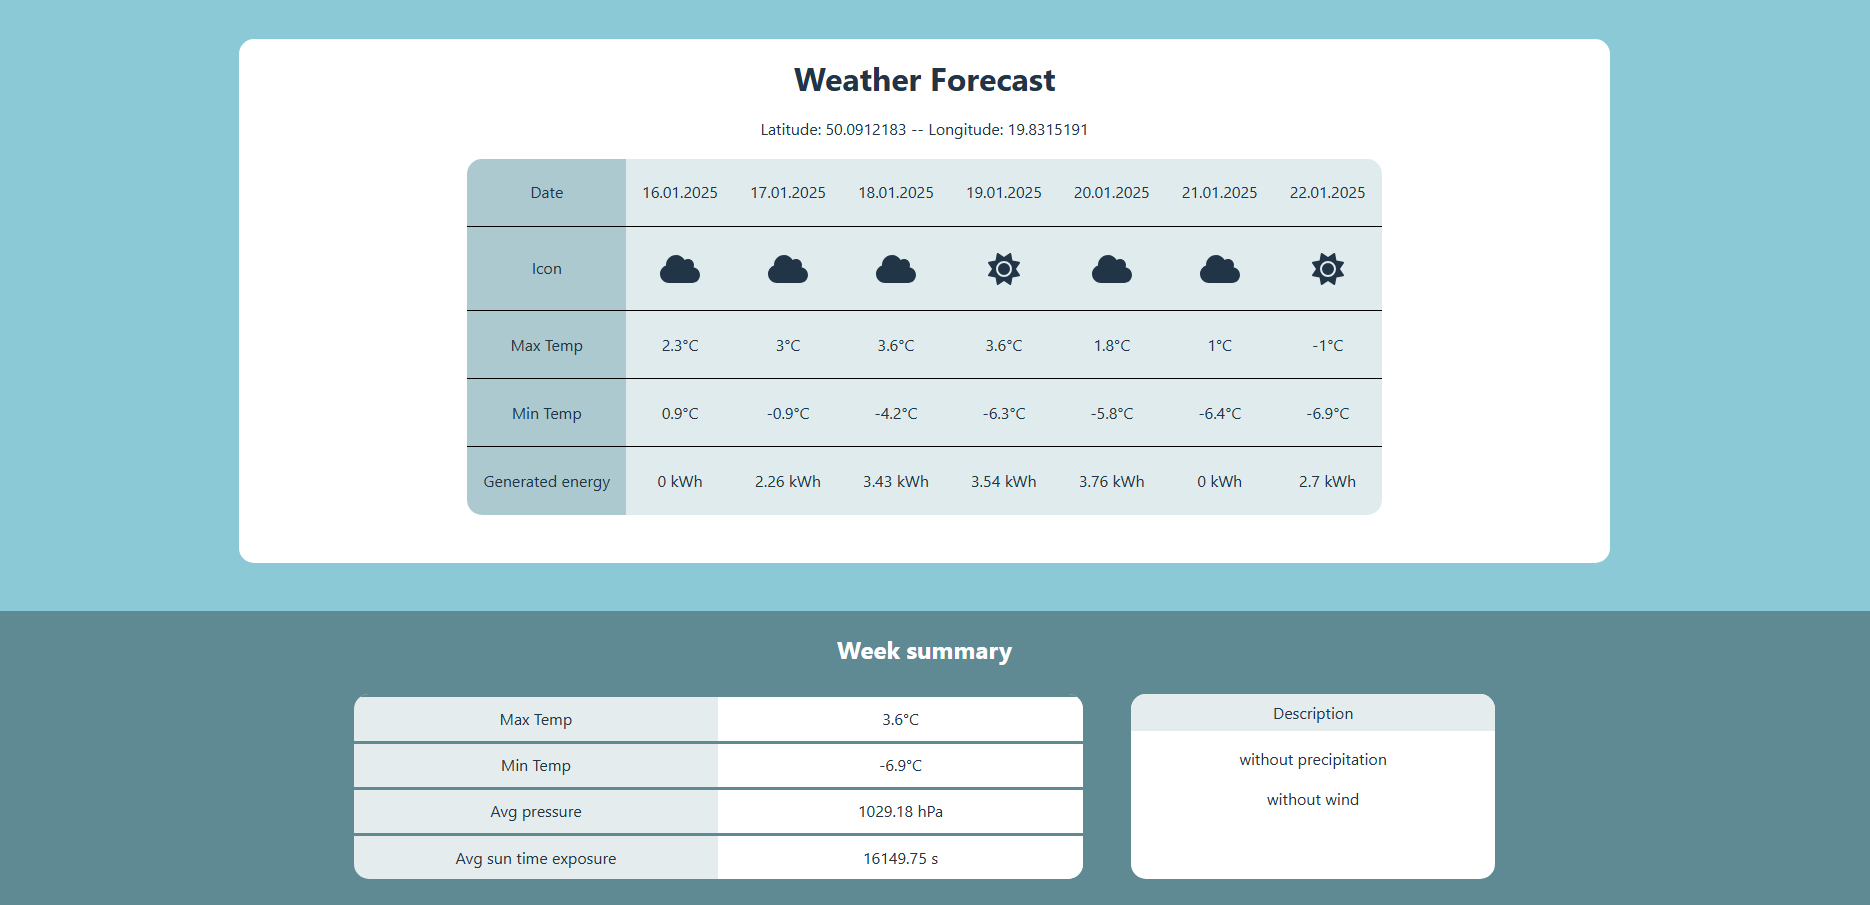 Weather Forecast
Latitude: 50.0912183 -- Longitude: 19.8315191
Date 16.01.2025 17.01.2025 18.01.2025 19.01.2025 20.01.2025 21.01.2025 22.01.2025
Icon
Max Temp 2.3°C 3°C 3.6°C 3.6°C 1.8°C 1°C -1°C
Min Temp 0.9°C -0.9°C -4.2°C -6.3°C -5.8°C -6.4°C -6.9°C
Generated energy 0 kWh 2.26 kWh 3.43 kWh 3.54 kWh 3.76 kWh 0 kWh 2.7 kWh
Week summary
Max Temp 3.6°C
Min Temp -6.9°C
Avg pressure 1029.18 hPa
Avg sun time exposure 16149.75 s
Description
without precipitation
without wind